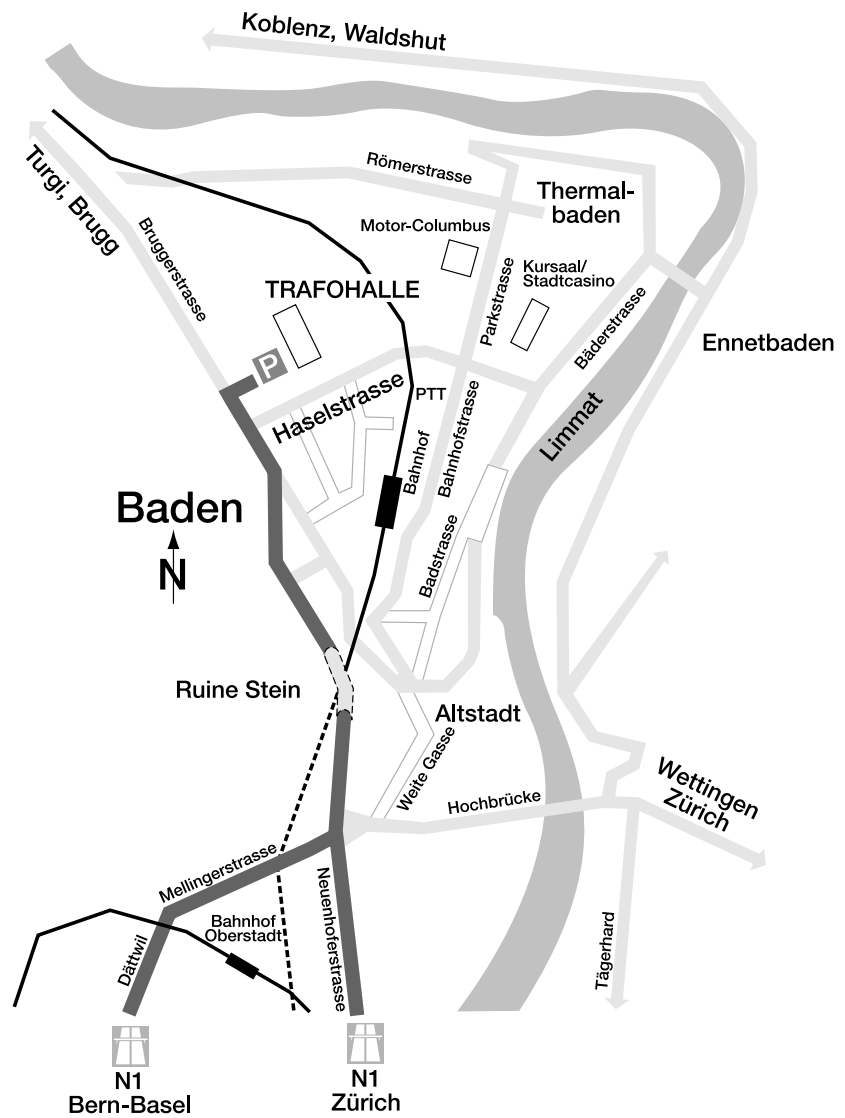 Koblenz, Waldshut
Turgi, Brugg
Römerstrasse
Thermal-
baden
Motor-Columbus
Bruggerstrasse
Kursaal/
Stadtcasino
TRAFOHALLE
Parkstrasse
Bäderstrasse
Ennetbaden
P
Haselstrasse
PTT
Limmat
Bahnhof
Bahnhofstrasse
Baden
N
Badstrasse
Ruine Stein
Altstadt
Weite Gasse
Hochbrücke
Wettingen
Zürich
Mellingerstrasse
Neuenhoferstrasse
Bahnhof
Oberstadt
Dättwil
Tägerhard
N1
Bern-Basel
N1
Zürich